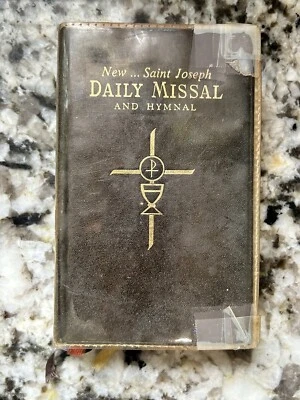 New ... Saint Joseph
DAILY MISSAL
AND HYMNAL